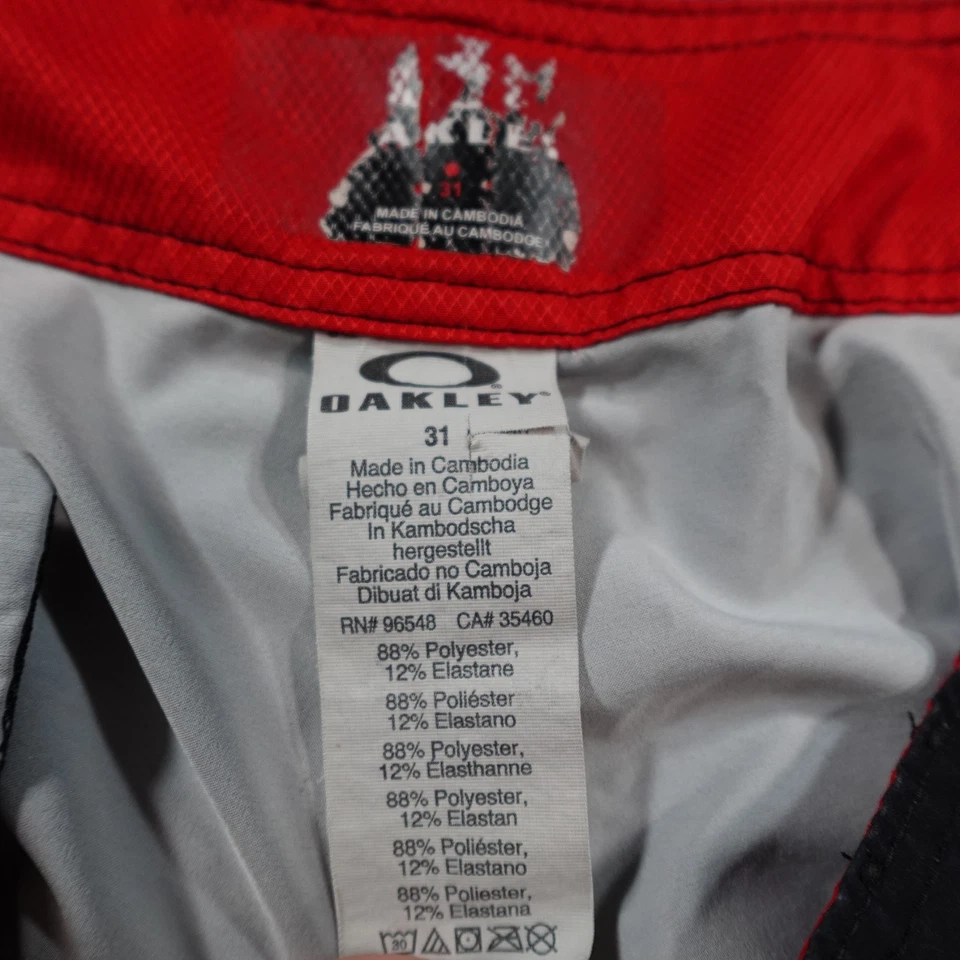 31
MADE IN CAMBODIA
FABRIQUÉ AU CAMBODGE
OAKLEY
31
Made in Cambodia
Hecho en Camboya
Fabriqué au Cambodge
In Kambodscha
hergestellt
Fabricado no Camboja
Dibuat di Kamboja
RN# 96548 CA# 35460
88% Polyester,
12% Elastane
88% Poliéster
12% Elastano
88% Polyester,
12% Élasthanne
88% Polyester,
12% Elastan
88% Poliéster,
12% Elastano
88% Poliester,
12% Elastana
30